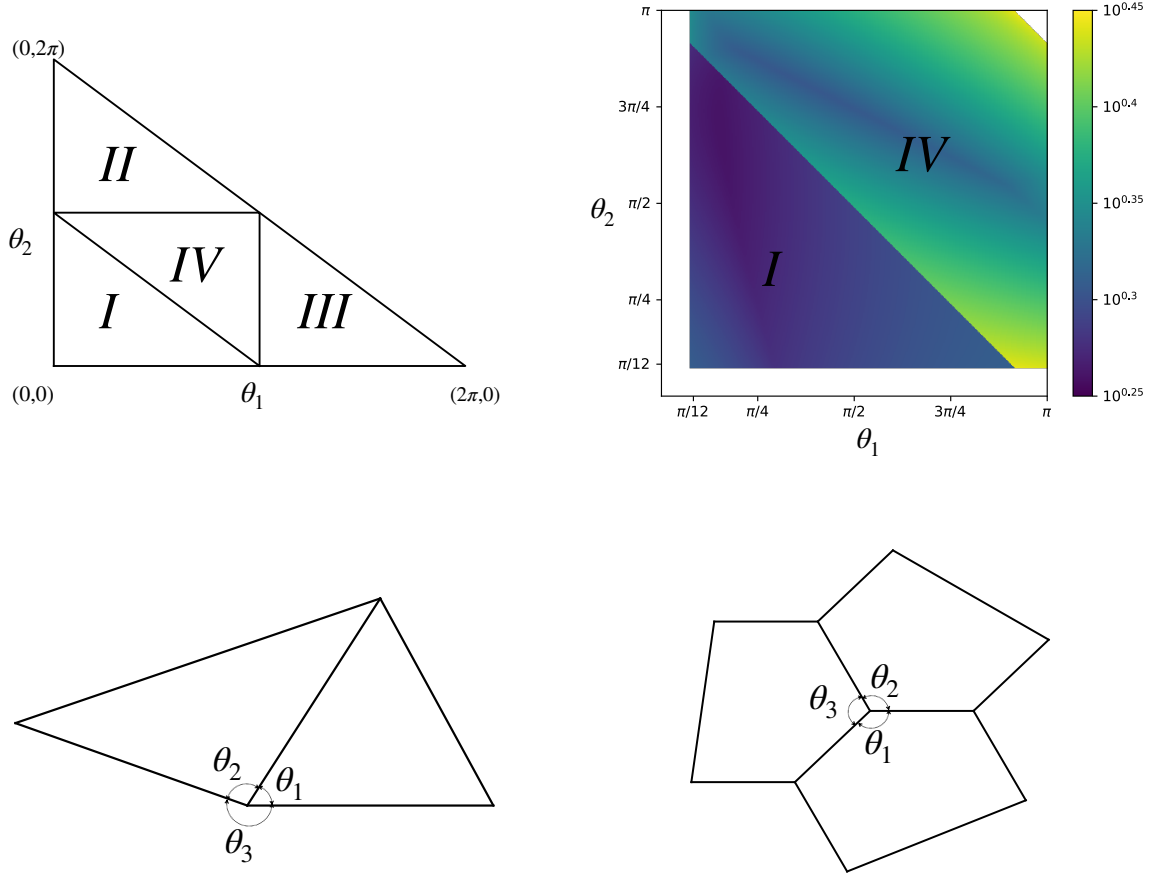 (0,2π)
II
θ2
IV
I
III
(0,0)
θ1
(2π,0)
π
3π/4
θ2
π/2
π/4
π/12
IV
I
π/12
π/4
π/2
3π/4
π
θ1
10^0.45
10^0.4
10^0.35
10^0.3
10^0.25
θ2
θ1
θ3
θ2
θ3
θ1